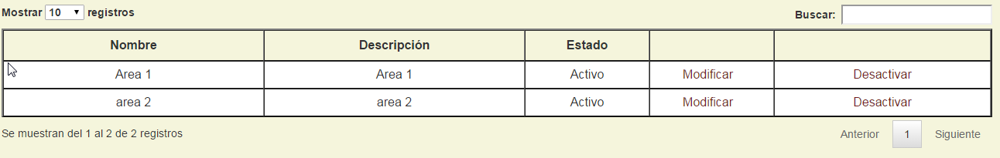 Mostrar 10 registros Buscar:
Nombre Descripción Estado
Area 1 Area 1 Activo Modificar Desactivar
area 2 area 2 Activo Modificar Desactivar
Se muestran del 1 al 2 de 2 registros Anterior 1 Siguiente